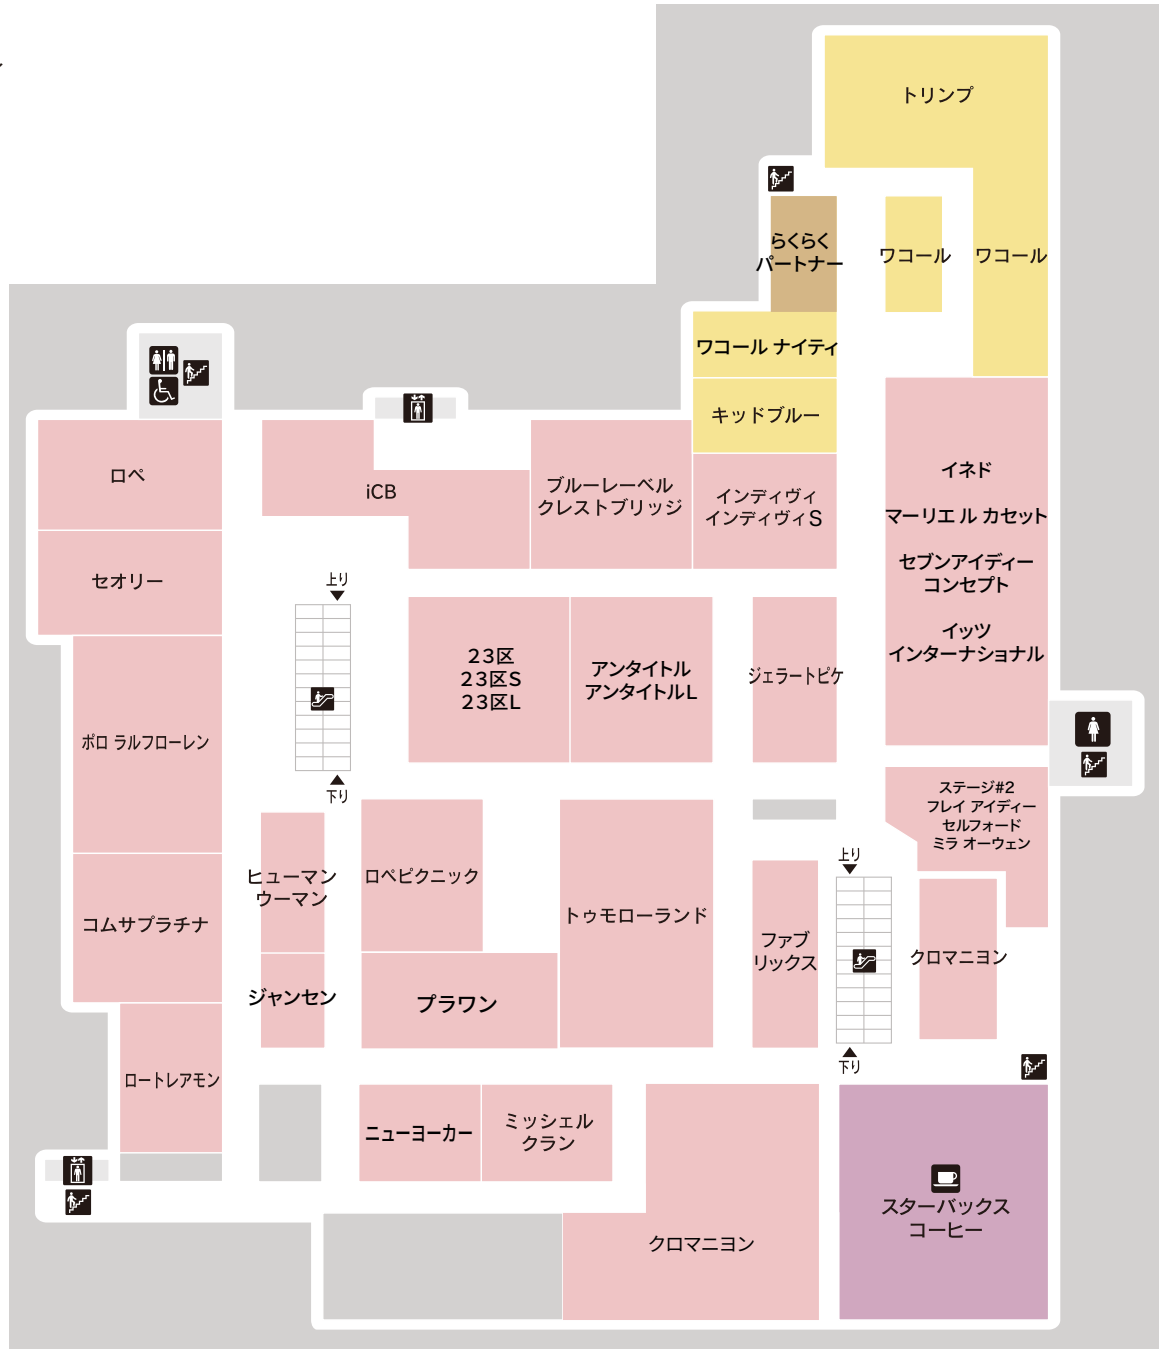 トリンプ
らくらく
パートナー
ワコール
ワコール
ワコール ナイティ
キッドブルー
ロペ
iCB
ブルーレーベル
クレストブリッジ
インディヴィ
インディヴィS
イネド
マーリエ ル カセット
セブンアイディー
コンセプト
イッツ
インターナショナル
セオリー
上り
下り
23区
23区S
23区L
アンタイトル
アンタイトルL
ジェラートピケ
ポロ ラルフローレン
ステージ#2
フレイ アイディー
セルフォード
ミラ オーウェン
ヒューマン
ウーマン
ロペピクニック
トゥモローランド
上り
下り
ファブ
リックス
クロマニヨン
コムサプラチナ
ジャンセン
プラワン
ロートレアモン
ニューヨーカー
ミッシェル
クラン
クロマニヨン
スターバックス
コーヒー